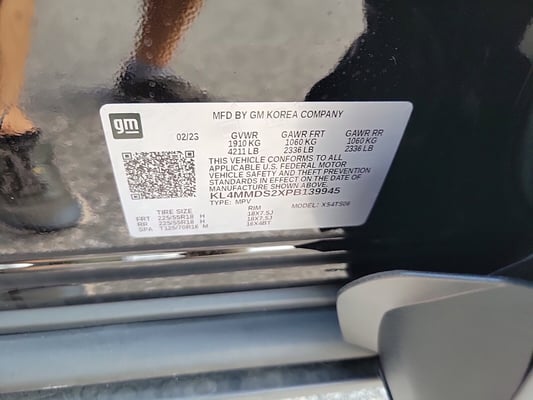 gm
MFD BY GM KOREA COMPANY
02/23 GVWR GAWR FRT GAWR RR
1910 KG 1060 KG 1060 KG
4211 LB 2336 LB 2336 LB
THIS VEHICLE CONFORMS TO ALL
APPLICABLE U.S. FEDERAL MOTOR
VEHICLE SAFETY AND THEFT PREVENTION
STANDARDS IN EFFECT ON THE DATE OF
MANUFACTURE SHOWN ABOVE.
KL4MMDS2XPB139945
TYPE: MPV MODEL: XS4TS06
TIRE SIZE RIM
FRT 225/55R18 H 18X7.5J
RR 225/55R18 H 18X7.5J
SPA T125/70R16 M 16X4BT